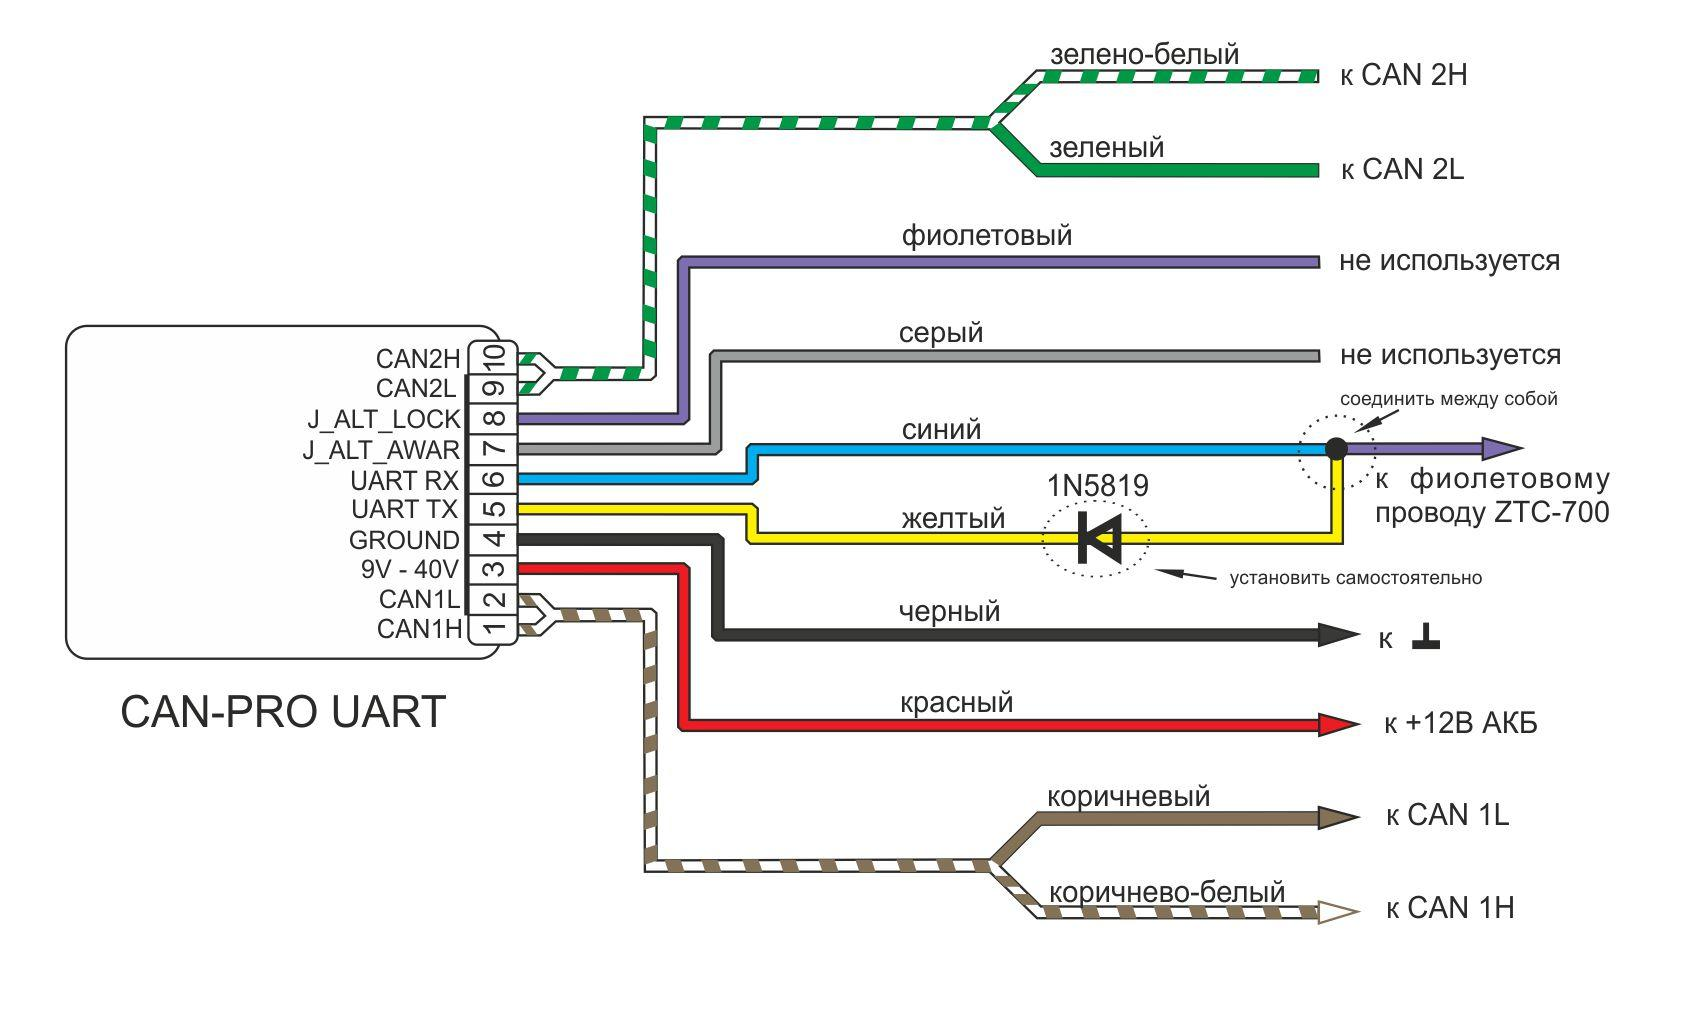 зелено-белый
к CAN 2H
зеленый
к CAN 2L
фиолетовый
не используется
серый
не используется
соединить между собой
синий
к фиолетовому
проводу ZTC-700
1N5819
желтый
установить самостоятельно
черный
к
красный
к +12В АКБ
коричневый
к CAN 1L
коричнево-белый
к CAN 1H
CAN2H 10
CAN2L 9
J_ALT_LOCK 8
J_ALT_AWAR 7
UART RX 6
UART TX 5
GROUND 4
9V - 40V 3
CAN1L 2
CAN1H 1
CAN-PRO UART